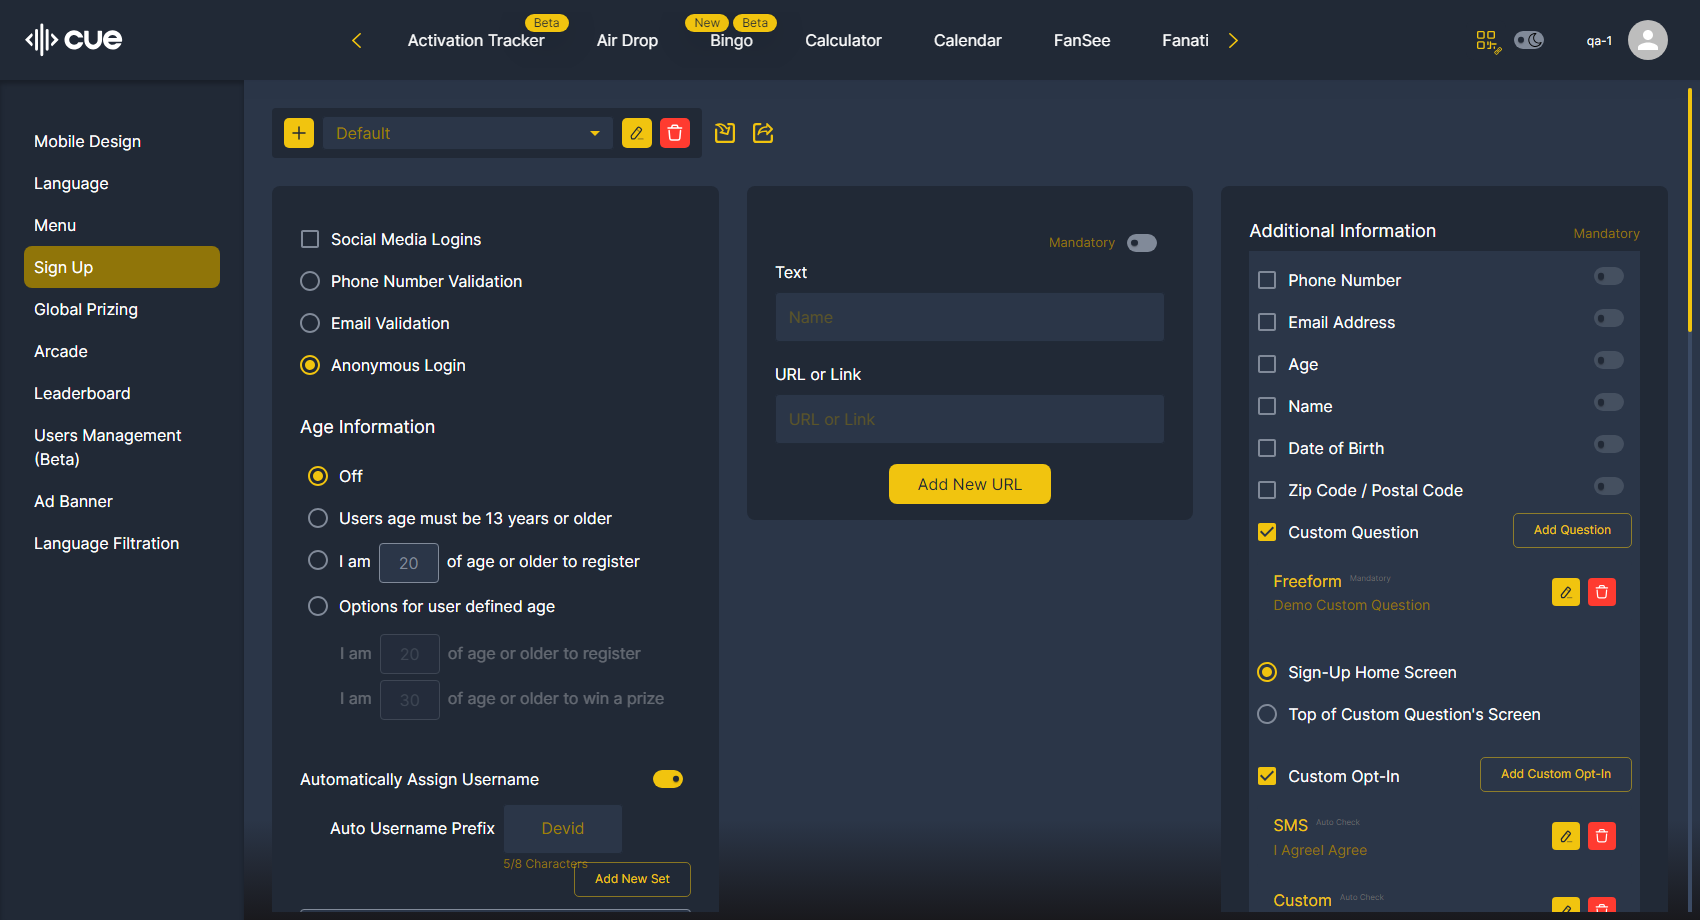 cue
Beta
New
Beta
Activation Tracker
Air Drop
Bingo
Calculator
Calendar
FanSee
Fanati
qa-1
Mobile Design
Language
Menu
Sign Up
Global Prizing
Arcade
Leaderboard
Users Management
(Beta)
Ad Banner
Language Filtration
Default
Social Media Logins
Phone Number Validation
Email Validation
Anonymous Login
Age Information
Off
Users age must be 13 years or older
I am 20 of age or older to register
Options for user defined age
I am 20 of age or older to register
I am 30 of age or older to win a prize
Automatically Assign Username
Auto Username Prefix Devid
5/8 Characters
Add New Set
Mandatory
Text
Name
URL or Link
URL or Link
Add New URL
Additional Information Mandatory
Phone Number
Email Address
Age
Name
Date of Birth
Zip Code / Postal Code
Custom Question Add Question
Freeform Mandatory
Demo Custom Question
Sign-Up Home Screen
Top of Custom Question's Screen
Custom Opt-In Add Custom Opt-In
SMS Auto Check
I AgreeI Agree
Custom Auto Check